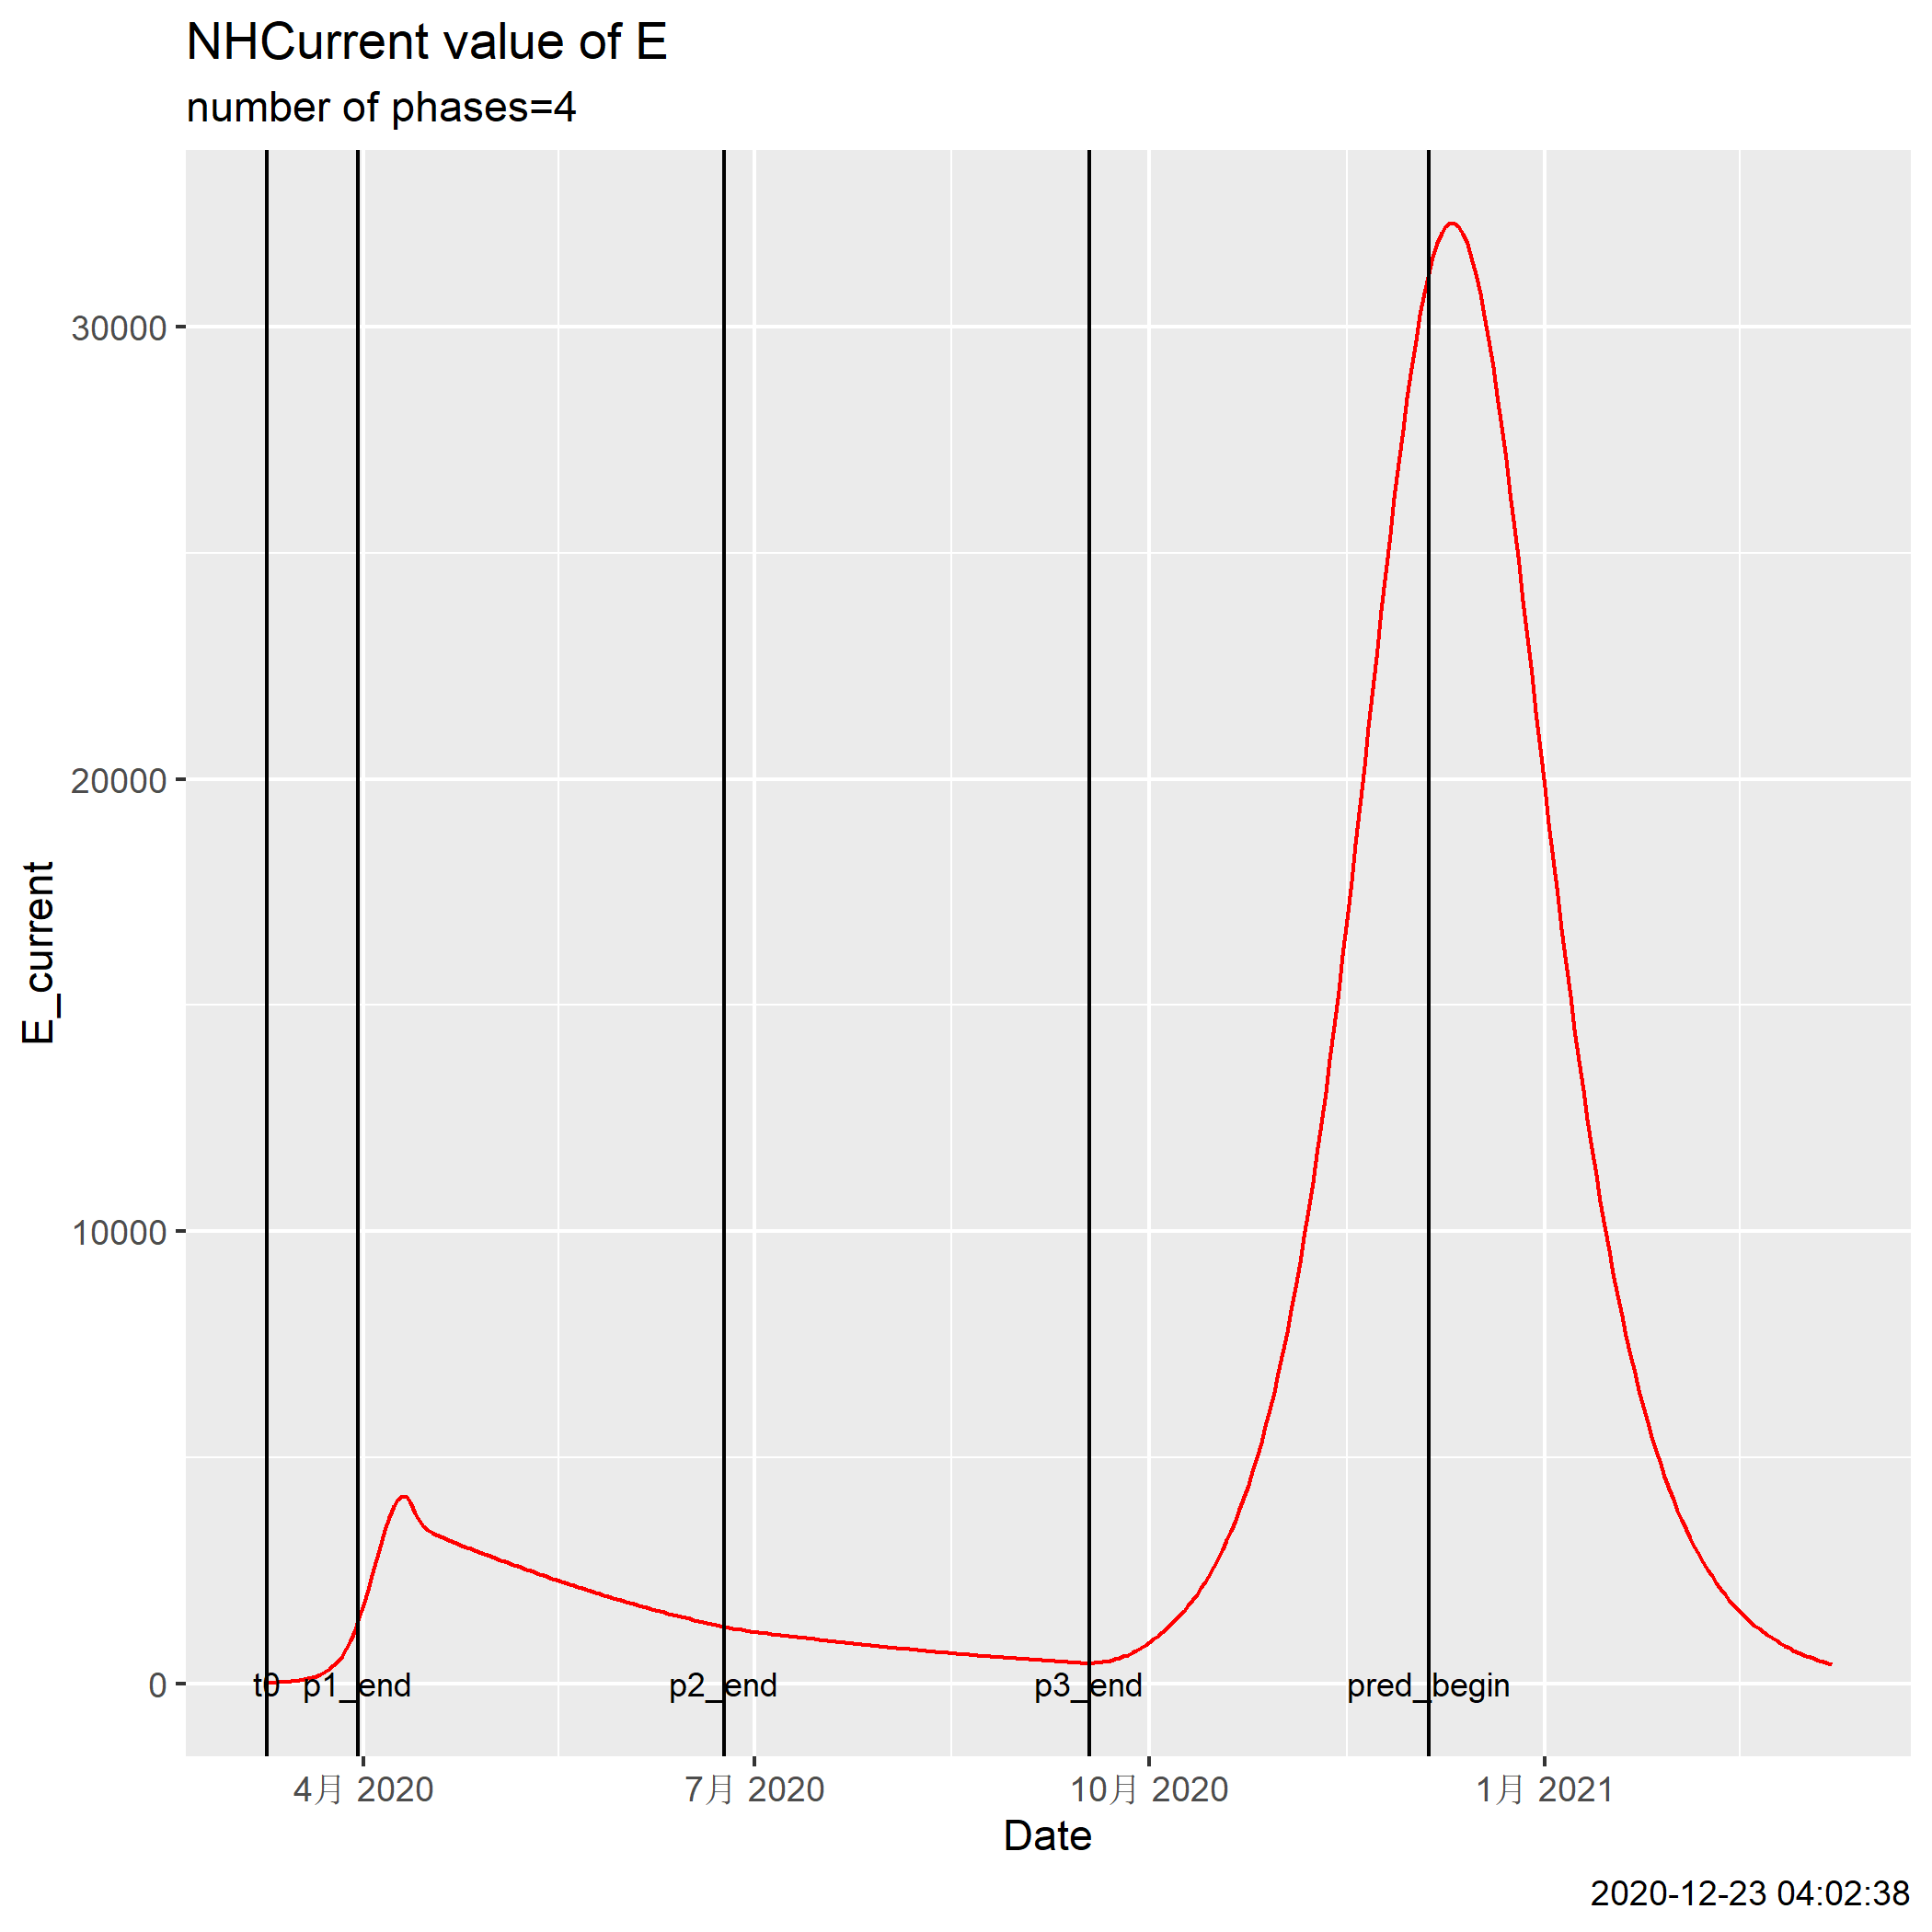 NHCurrent value of E
number of phases=4
E_current
30000
20000
10000
0
t0 p1_end p2_end p3_end pred_begin
4月 2020 7月 2020 10月 2020 1月 2021
Date
2020-12-23 04:02:38